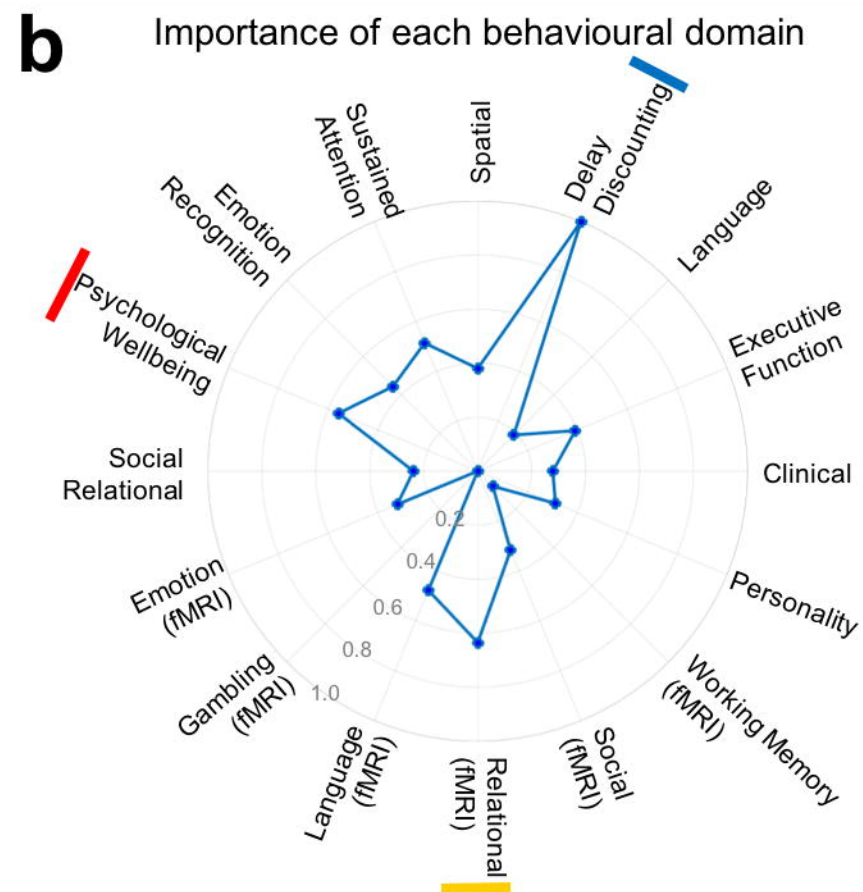 b
Importance of each behavioural domain
Spatial
Delay
Discounting
Language
Executive
Function
Clinical
Personality
Working Memory
(fMRI)
Social
(fMRI)
Relational
(fMRI)
Language
(fMRI)
Gambling
(fMRI)
Emotion
(fMRI)
Social
Relational
Psychological
Wellbeing
Emotion
Recognition
Sustained
Attention
0.2
0.4
0.6
0.8
1.0